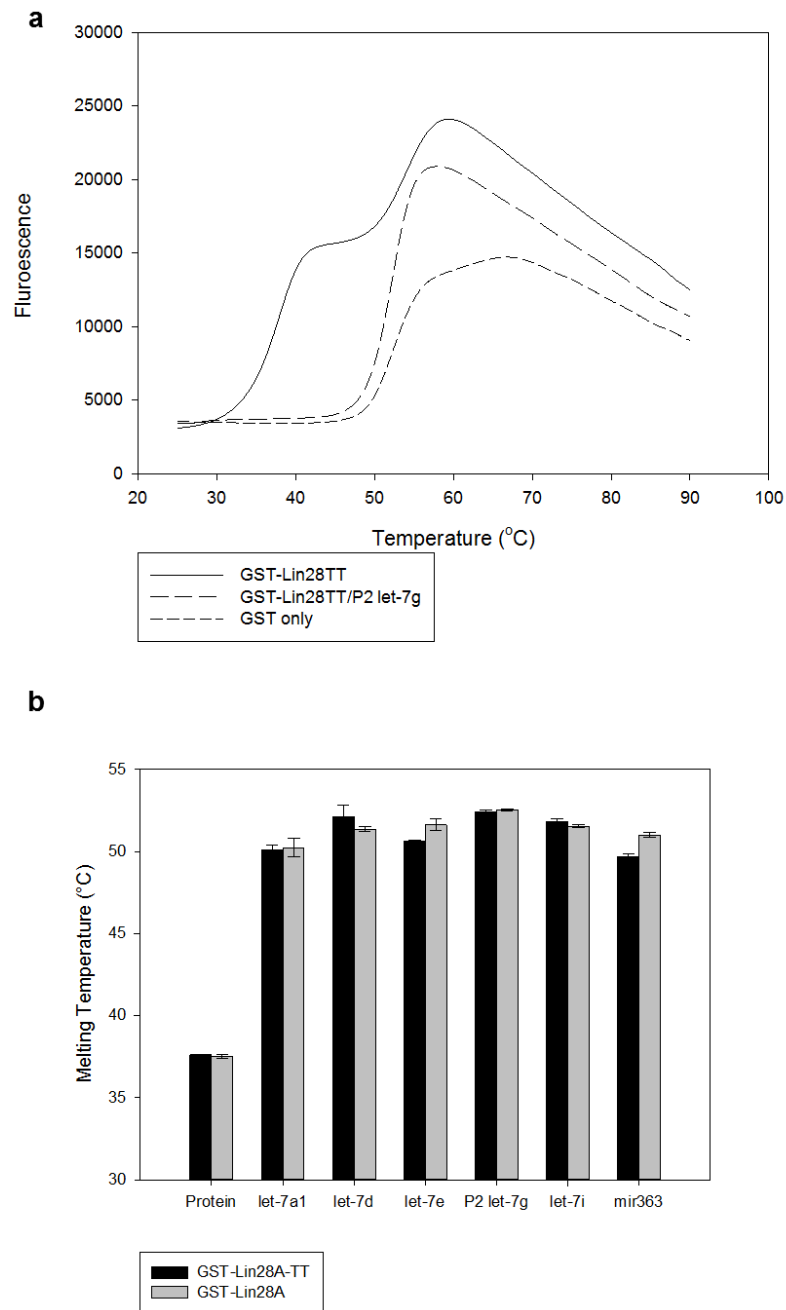 a
30000
25000
20000
15000
10000
5000
0
Fluroescence
20 30 40 50 60 70 80 90 100
Temperature (°C)
GST-Lin28TT
GST-Lin28TT/P2 let-7g
GST only
b
55
50
45
40
35
30
Melting Temperature (°C)
Protein let-7a1 let-7d let-7e P2 let-7g let-7i mir363
GST-Lin28A-TT
GST-Lin28A